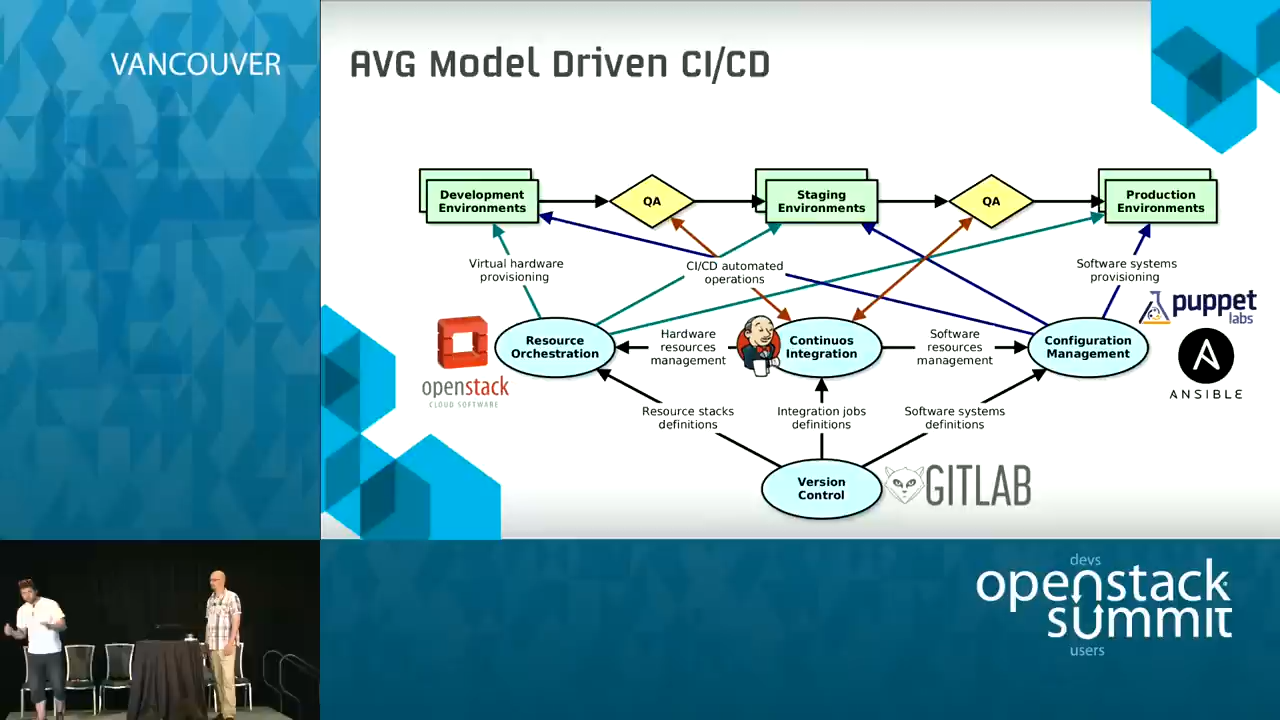 VANCOUVER
AVG Model Driven CI/CD
Development
Environments
QA
Staging
Environments
QA
Production
Environments
Virtual hardware
provisioning
CI/CD automated
operations
Software systems
provisioning
puppet
labs
openstack
CLOUD SOFTWARE
Resource
Orchestration
Hardware
resources
management
Continuos
Integration
Software
resources
management
Configuration
Management
ANSIBLE
Resource stacks
definitions
Integration jobs
definitions
Software systems
definitions
Version
Control
GITLAB
devs
openstack
summit
users